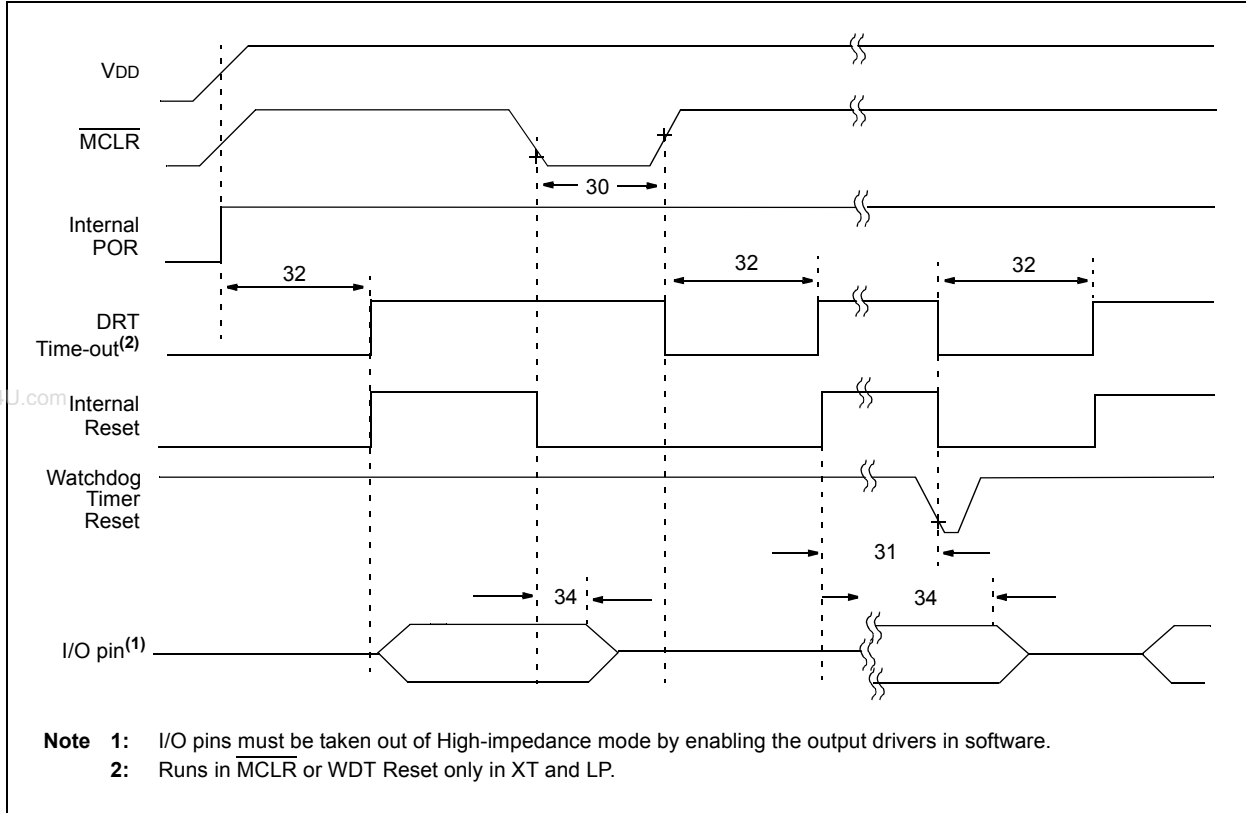 VDD
MCLR
30
Internal
POR
32
32
32
DRT
Time-out(2)
4U.com
Internal
Reset
Watchdog
Timer
Reset
31
34
34
I/O pin(1)
Note 1: I/O pins must be taken out of High-impedance mode by enabling the output drivers in software.
2: Runs in MCLR or WDT Reset only in XT and LP.